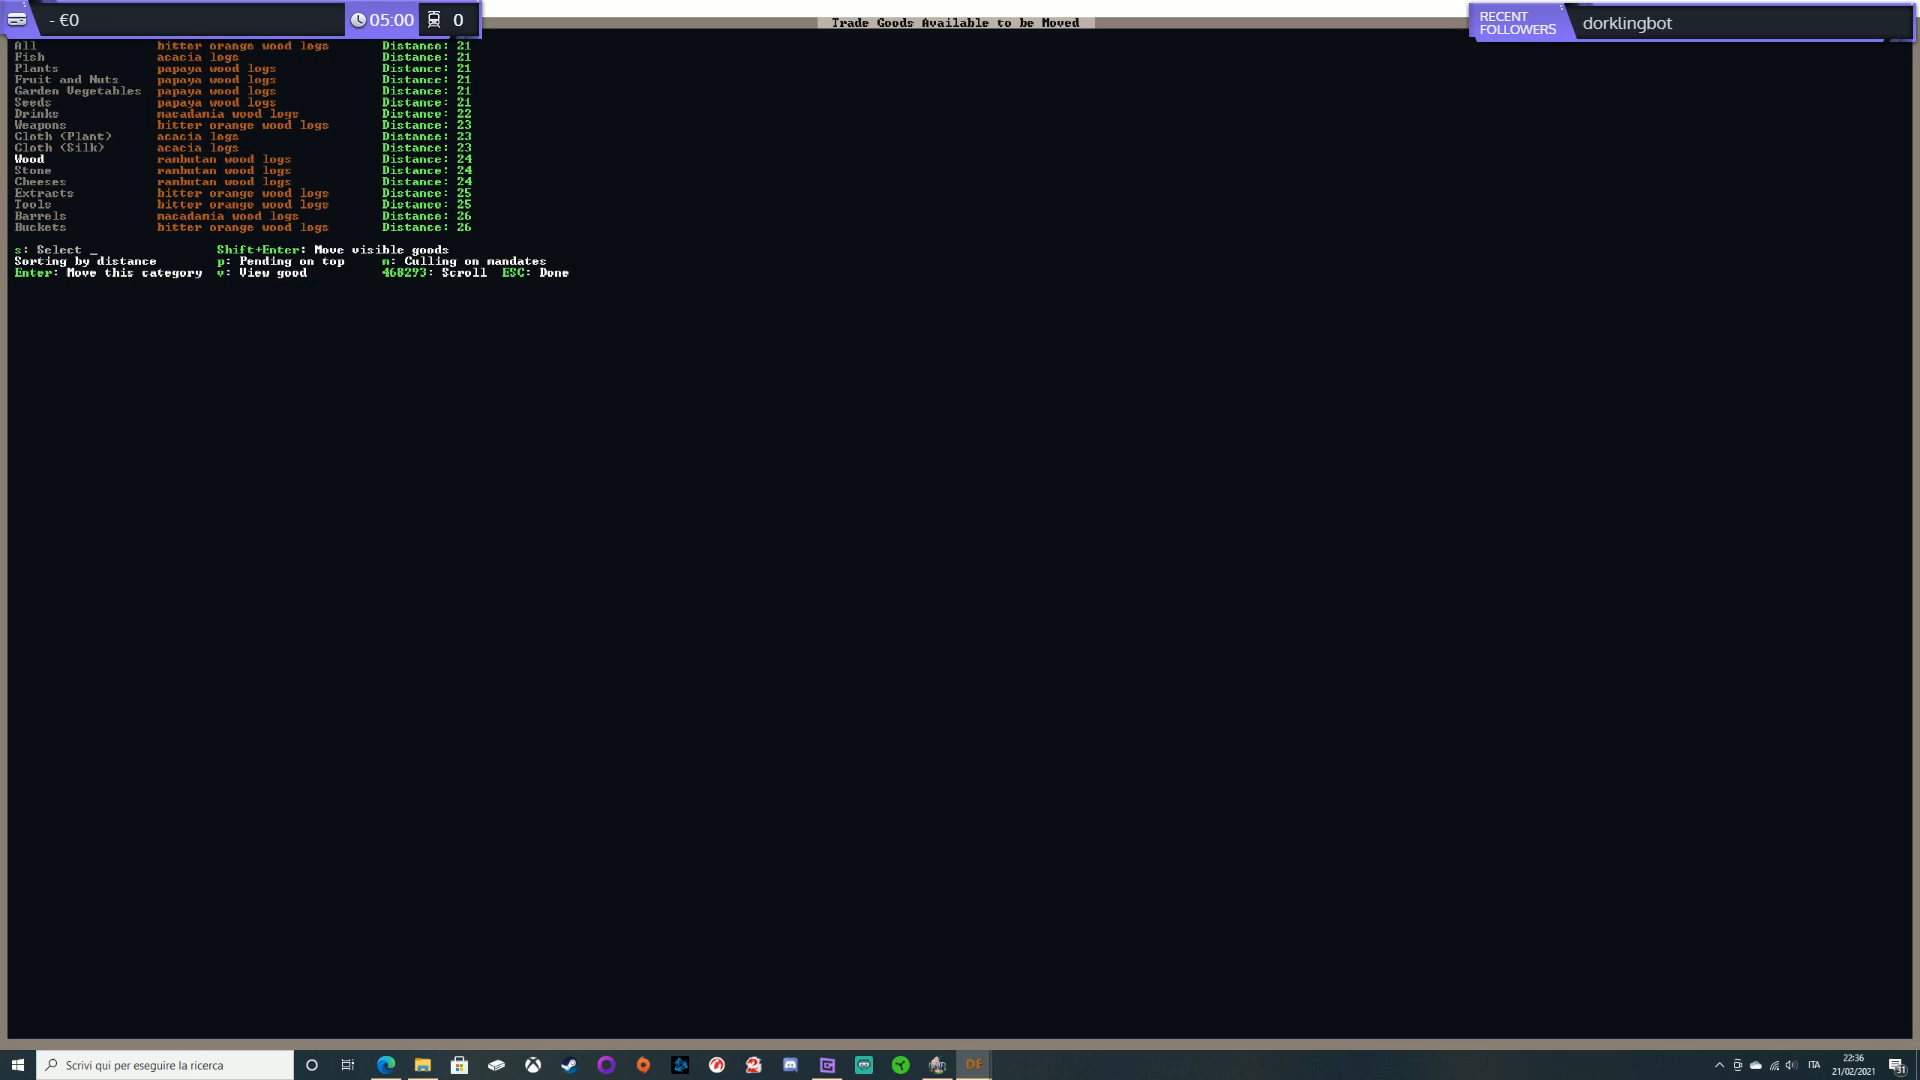 - €0 05:00 0
Trade Goods Available to be Moved
RECENT
FOLLOWERS
dorklingbot
All bitter orange wood logs Distance: 21
Fish acacia logs Distance: 21
Plants papaya wood logs Distance: 21
Fruit and Nuts papaya wood logs Distance: 21
Garden Vegetables papaya wood logs Distance: 21
Seeds papaya wood logs Distance: 21
Drinks macadamia wood logs Distance: 22
Weapons bitter orange wood logs Distance: 23
Cloth (Plant) acacia logs Distance: 23
Cloth (Silk) acacia logs Distance: 23
Wood rambutan wood logs Distance: 24
Stone rambutan wood logs Distance: 24
Cheeses rambutan wood logs Distance: 24
Extracts bitter orange wood logs Distance: 25
Tools bitter orange wood logs Distance: 25
Barrels macadamia wood logs Distance: 26
Buckets bitter orange wood logs Distance: 26
s: Select _ Shift+Enter: Move visible goods
Sorting by distance p: Pending on top m: Culling on mandates
Enter: Move this category v: View good 468293: Scroll ESC: Done
Scrivi qui per eseguire la ricerca
DF
ITA
22:36
21/02/2021
31